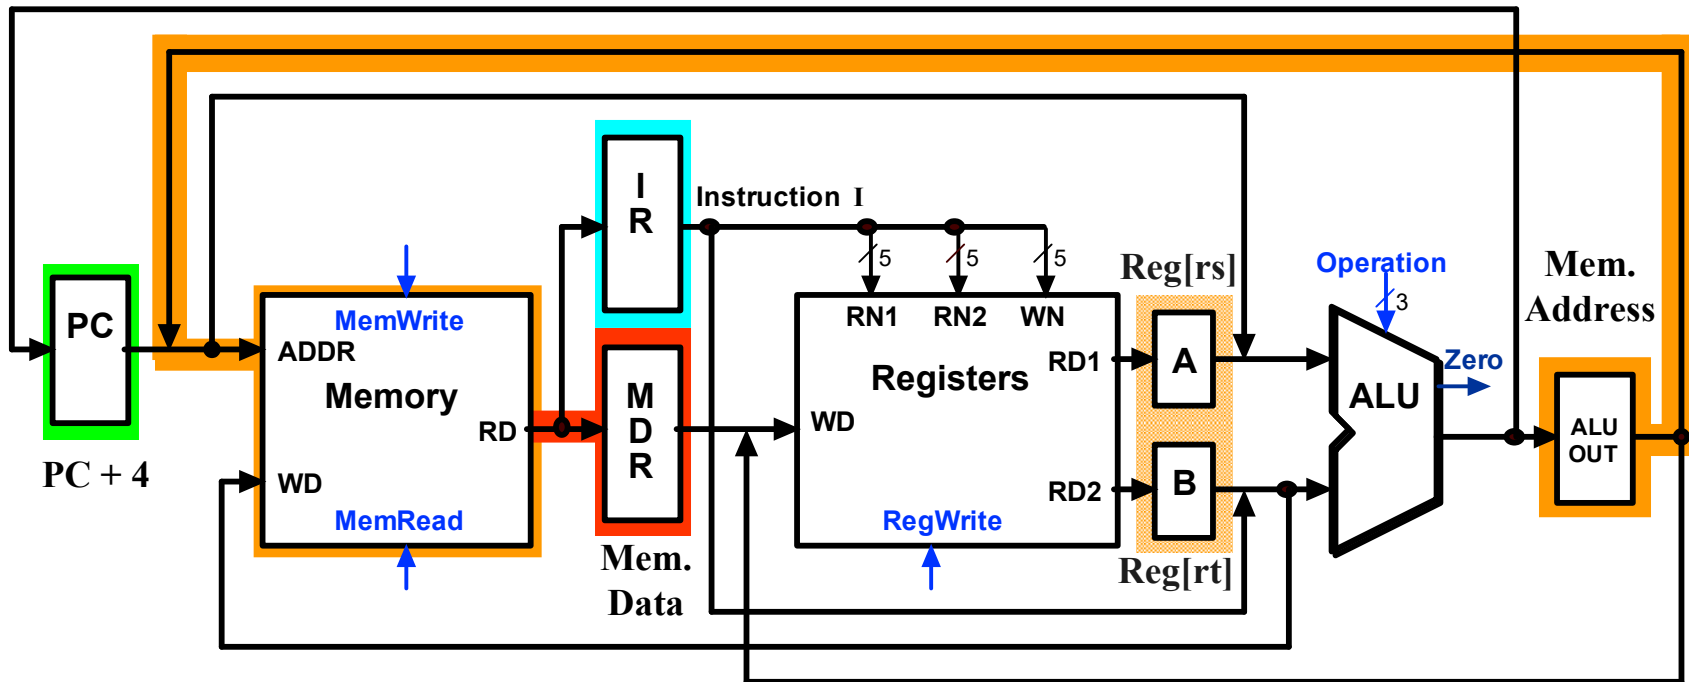 I
R
Instruction I
5
5
5
Reg[rs]
Operation
3
Mem.
Address
PC
MemWrite
ADDR
Memory
RD
WD
MemRead
PC + 4
M
D
R
Mem.
Data
RN1
RN2
WN
RD1
Registers
WD
RD2
RegWrite
A
B
Reg[rt]
Zero
ALU
ALU
OUT